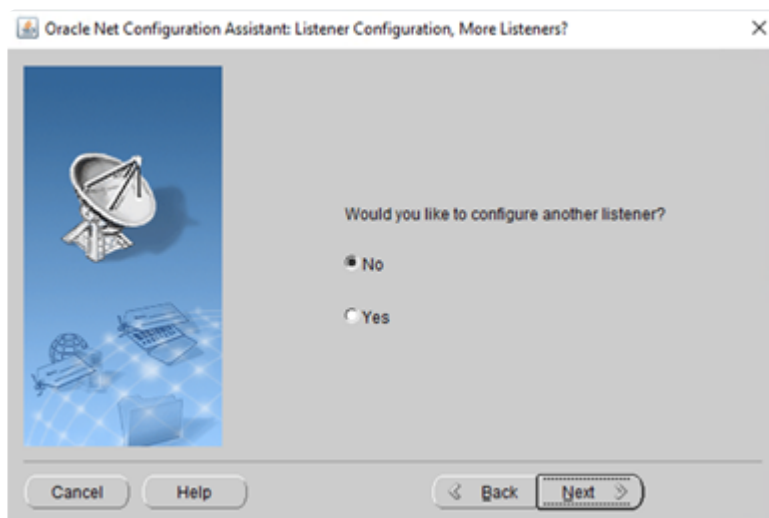 Oracle Net Configuration Assistant: Listener Configuration, More Listeners?
Would you like to configure another listener?
No
Yes
Cancel
Help
Back
Next